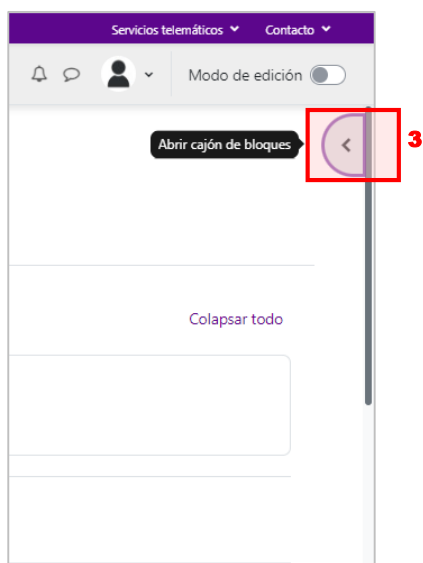 Servicios telemáticos Contacto
Modo de edición
Abrir cajón de bloques
3
Colapsar todo